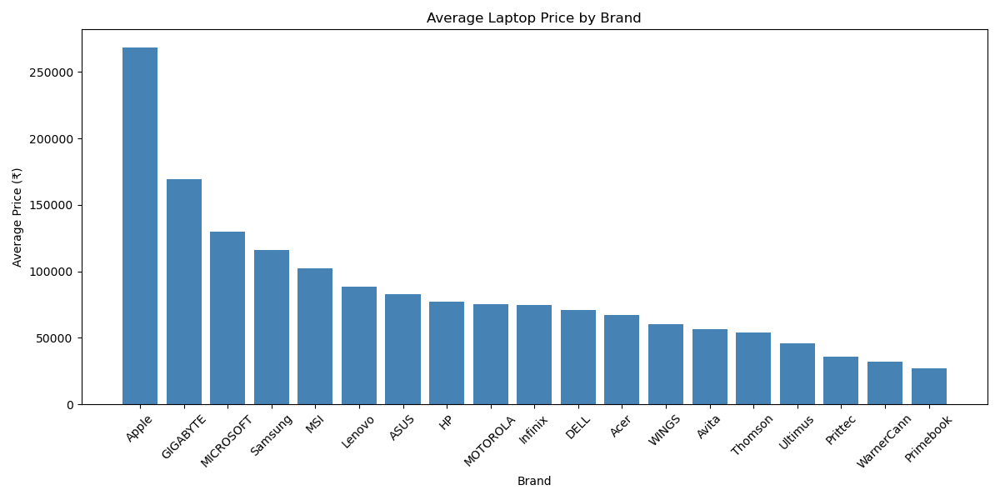 Average Laptop Price by Brand
Average Price (₹)
250000
200000
150000
100000
50000
0
Apple
GIGABYTE
MICROSOFT
Samsung
MSI
Lenovo
ASUS
HP
MOTOROLA
Infinix
DELL
Acer
WINGS
Avita
Thomson
Ultimus
Prittec
WarnerCann
Primebook
Brand